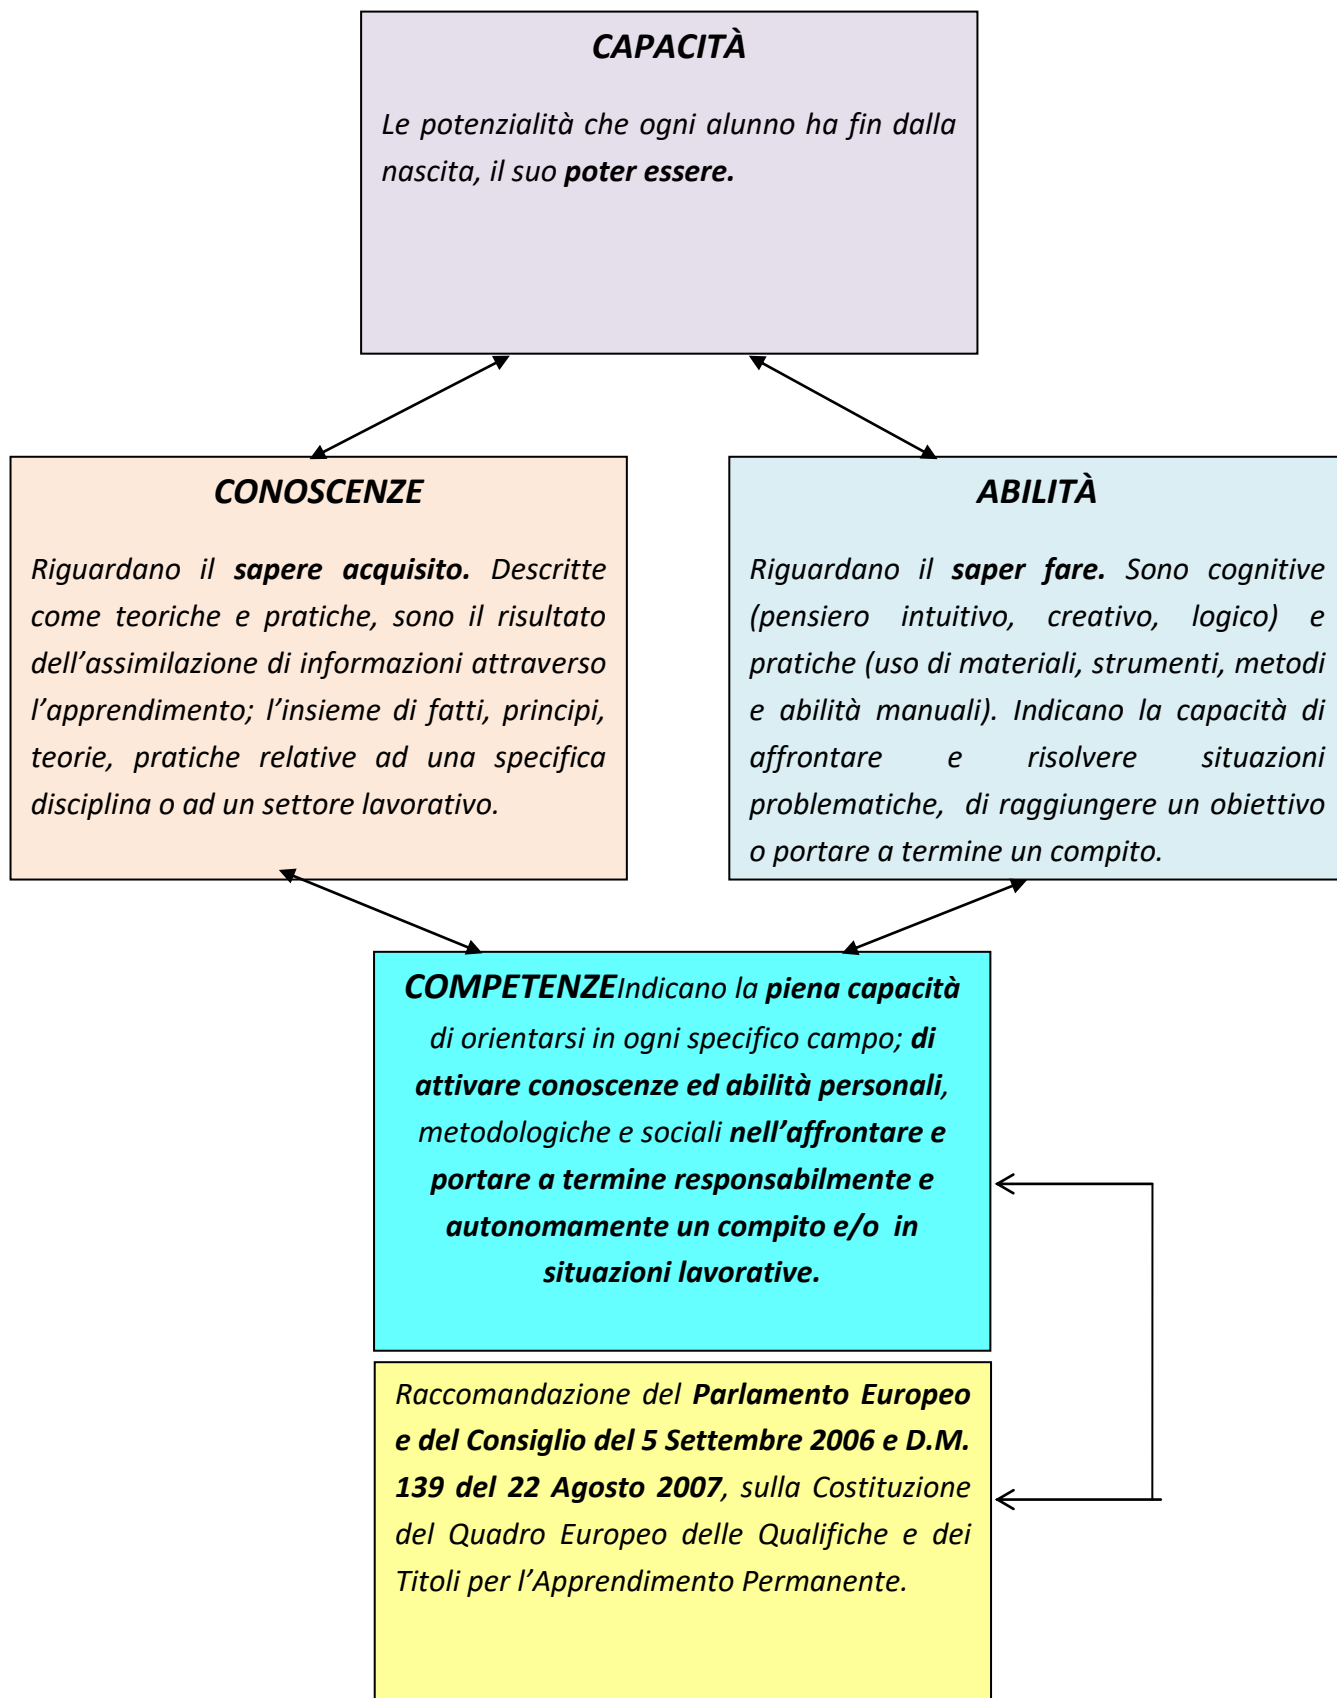 CAPACITÀ
Le potenzialità che ogni alunno ha fin dalla
nascita, il suo poter essere.
CONOSCENZE
Riguardano il sapere acquisito. Descritte
come teoriche e pratiche, sono il risultato
dell’assimilazione di informazioni attraverso
l’apprendimento; l’insieme di fatti, principi,
teorie, pratiche relative ad una specifica
disciplina o ad un settore lavorativo.
ABILITÀ
Riguardano il saper fare. Sono cognitive
(pensiero intuitivo, creativo, logico) e
pratiche (uso di materiali, strumenti, metodi
e abilità manuali). Indicano la capacità di
affrontare e risolvere situazioni
problematiche, di raggiungere un obiettivo
o portare a termine un compito.
COMPETENZEIndicano la piena capacità
di orientarsi in ogni specifico campo; di
attivare conoscenze ed abilità personali,
metodologiche e sociali nell’affrontare e
portare a termine responsabilmente e
autonomamente un compito e/o in
situazioni lavorative.
Raccomandazione del Parlamento Europeo
e del Consiglio del 5 Settembre 2006 e D.M.
139 del 22 Agosto 2007, sulla Costituzione
del Quadro Europeo delle Qualifiche e dei
Titoli per l’Apprendimento Permanente.